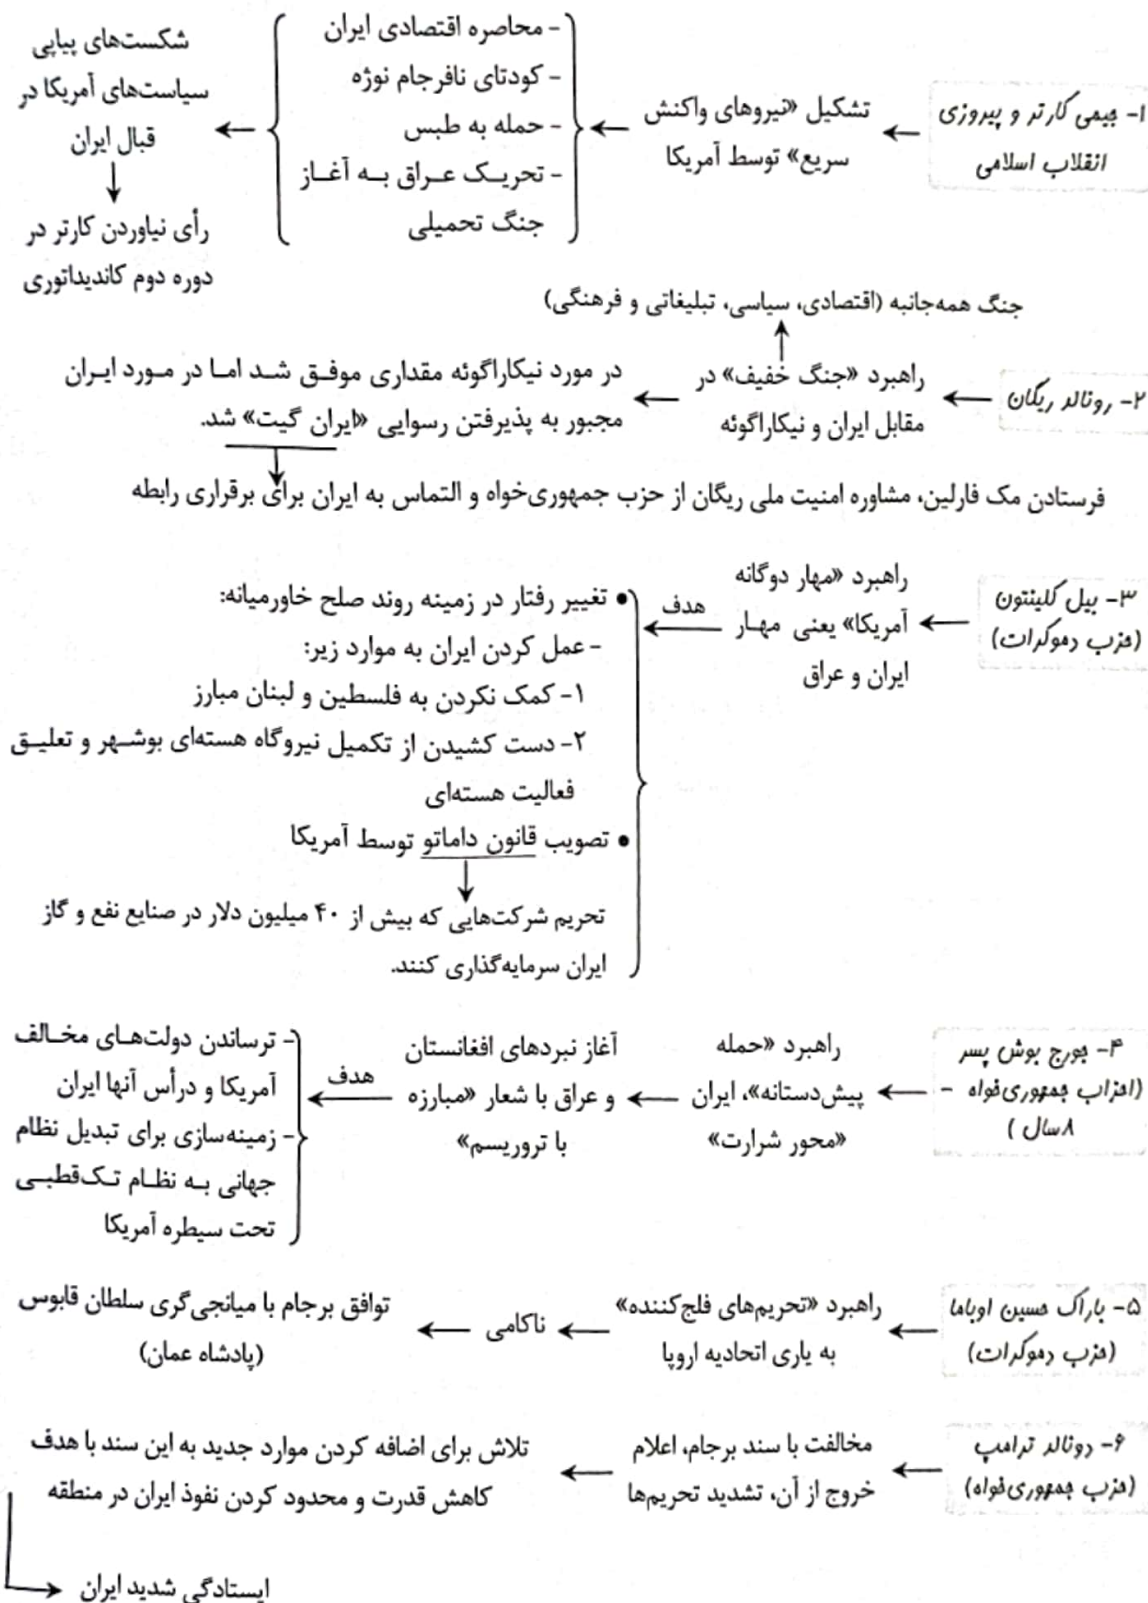 ۱- جیمی کارتر و پیروزی
انقلاب اسلامی
تشکیل «نیروهای واکنش
سریع» توسط آمریکا
- محاصره اقتصادی ایران
- کودتای نافرجام نوژه
- حمله به طبس
- تحریک عراق به آغاز
جنگ تحمیلی
شکست‌های پیاپی
سیاست‌های آمریکا در
قبال ایران
رأی نیاوردن کارتر در
دوره دوم کاندیداتوری
جنگ همه‌جانبه (اقتصادی، سیاسی، تبلیغاتی و فرهنگی)
۲- رونالد ریگان
راهبرد «جنگ خفیف» در
مقابل ایران و نیکاراگوئه
در مورد نیکاراگوئه مقداری موفق شد اما در مورد ایران
مجبور به پذیرفتن رسوایی «ایران گیت» شد.
فرستادن مک فارلین، مشاوره امنیت ملی ریگان از حزب جمهوری‌خواه و التماس به ایران برای برقراری رابطه
۳- بیل کلینتون
(حزب دموکرات)
راهبرد «مهار دوگانه
آمریکا» یعنی مهار
ایران و عراق
هدف
• تغییر رفتار در زمینه روند صلح خاورمیانه:
- عمل کردن ایران به موارد زیر:
۱- کمک نکردن به فلسطین و لبنان مبارز
۲- دست کشیدن از تکمیل نیروگاه هسته‌ای بوشهر و تعلیق
فعالیت هسته‌ای
• تصویب قانون داماتو توسط آمریکا
تحریم شرکت‌هایی که بیش از ۴۰ میلیون دلار در صنایع نفع و گاز
ایران سرمایه‌گذاری کنند.
۴- جورج بوش پسر
(احزاب جمهوری‌خواه -
۸ سال)
راهبرد «حمله
پیش‌دستانه»، ایران
«محور شرارت»
آغاز نبردهای افغانستان
و عراق با شعار «مبارزه
با تروریسم»
هدف
- ترساندن دولت‌های مخالف
آمریکا و درأس آنها ایران
- زمینه‌سازی برای تبدیل نظام
جهانی به نظام تک‌قطبی
تحت سیطره آمریکا
۵- باراک حسین اوباما
(حزب دموکرات)
راهبرد «تحریم‌های فلج‌کننده»
به یاری اتحادیه اروپا
ناکامی
توافق برجام با میانجی‌گری سلطان قابوس
(پادشاه عمان)
۶- دونالد ترامپ
(حزب جمهوری‌خواه)
مخالفت با سند برجام، اعلام
خروج از آن، تشدید تحریم‌ها
تلاش برای اضافه کردن موارد جدید به این سند با هدف
کاهش قدرت و محدود کردن نفوذ ایران در منطقه
ایستادگی شدید ایران